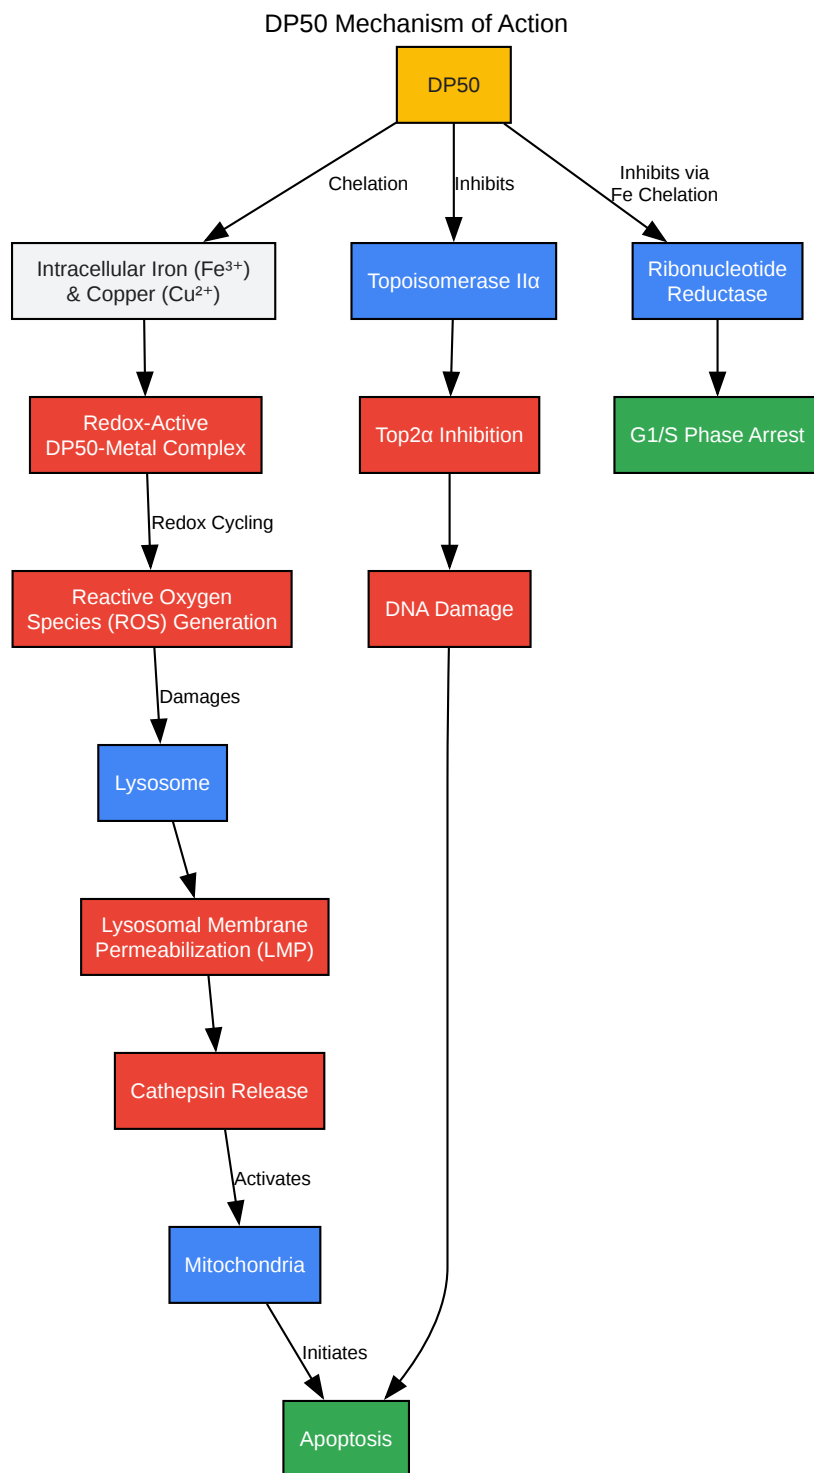 DP50 Mechanism of Action
DP50
Chelation
Inhibits
Inhibits via
Fe Chelation
Intracellular Iron (Fe³⁺)
& Copper (Cu²⁺)
Topoisomerase IIα
Ribonucleotide
Reductase
Redox-Active
DP50-Metal Complex
Top2α Inhibition
G1/S Phase Arrest
Redox Cycling
Reactive Oxygen
Species (ROS) Generation
DNA Damage
Damages
Lysosome
Lysosomal Membrane
Permeabilization (LMP)
Cathepsin Release
Activates
Mitochondria
Initiates
Apoptosis